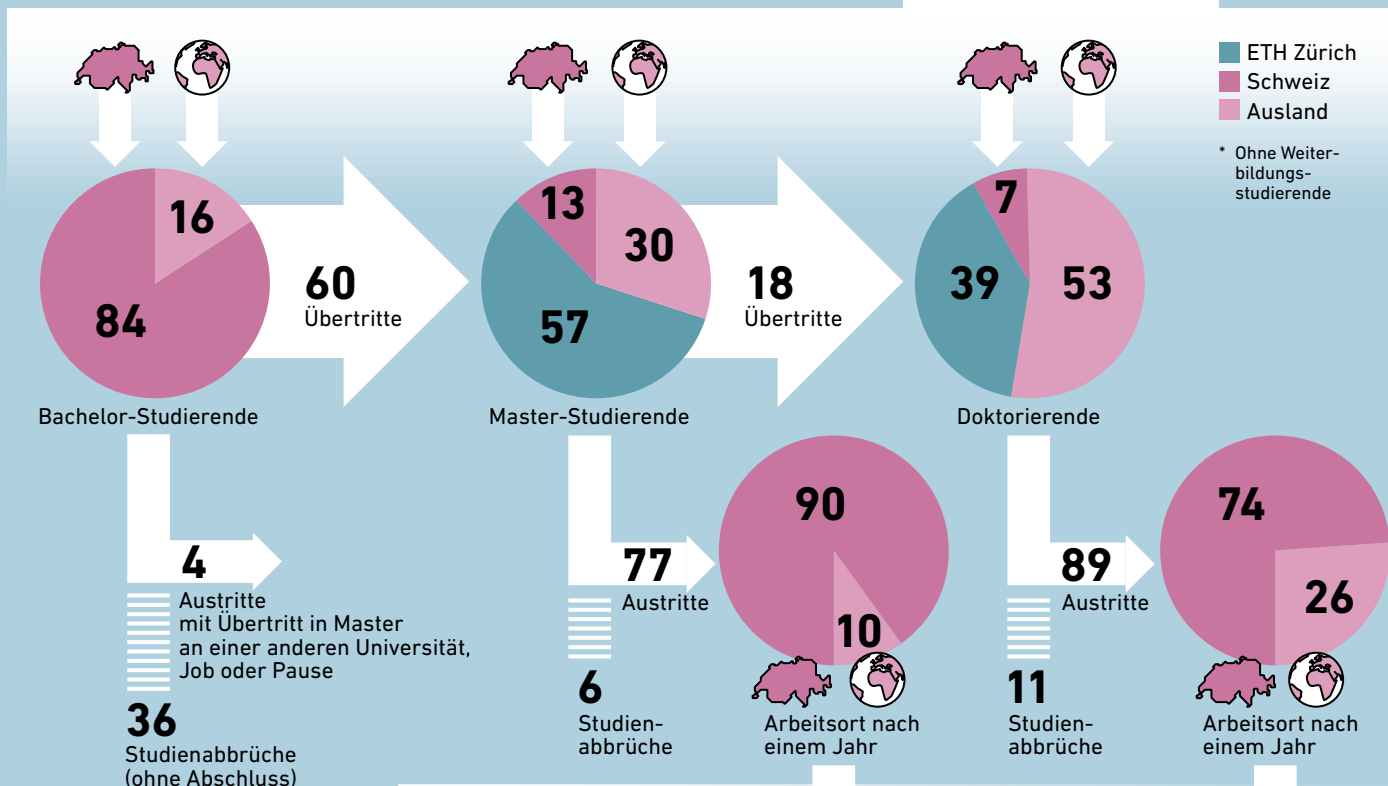 ETH Zürich
Schweiz
Ausland
* Ohne Weiter-
bildungs-
studierende
16
84
60
Übertritte
13
30
57
18
Übertritte
7
39
53
Bachelor-Studierende
Master-Studierende
Doktorierende
4
Austritte
mit Übertritt in Master
an einer anderen Universität,
Job oder Pause
36
Studienabbrüche
(ohne Abschluss)
77
Austritte
6
Studien-
abbrüche
90
10
Arbeitsort nach
einem Jahr
89
Austritte
11
Studien-
abbrüche
74
26
Arbeitsort nach
einem Jahr